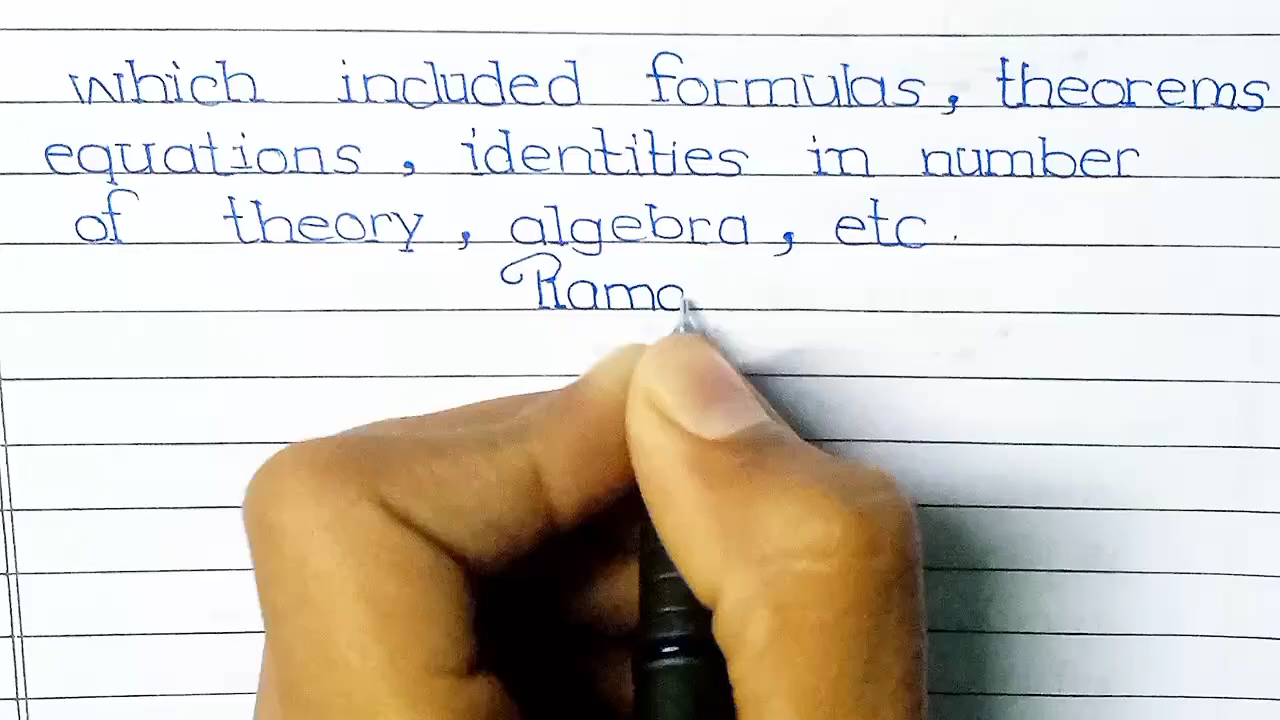 which included formulas, theorems
equations, identities in number
of theory, algebra, etc.
Rama